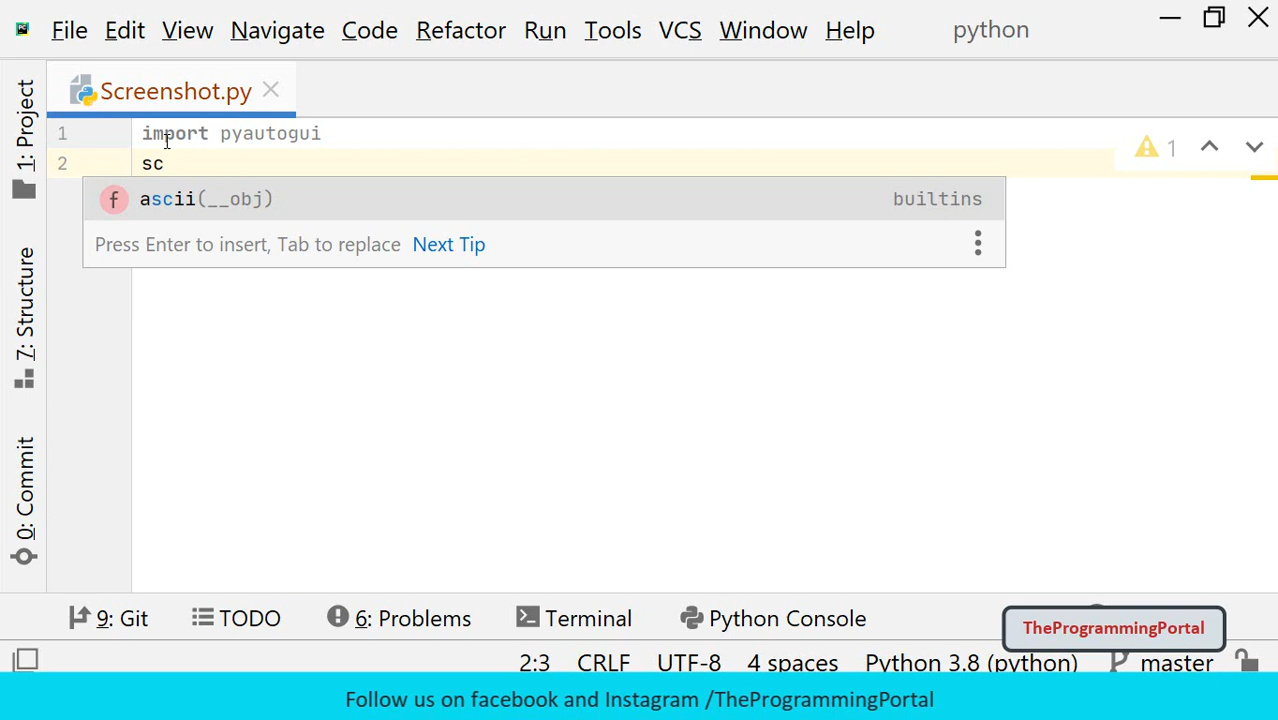 File Edit View Navigate Code Refactor Run Tools VCS Window Help python
Screenshot.py
1: Project
7: Structure
0: Commit
1 import pyautogui
1
2 sc
f ascii(__obj) builtins
Press Enter to insert, Tab to replace Next Tip
9: Git TODO 6: Problems Terminal Python Console
TheProgrammingPortal
2:3 CRLF UTF-8 4 spaces Python 3.8 (python) master
Follow us on facebook and Instagram /TheProgrammingPortal